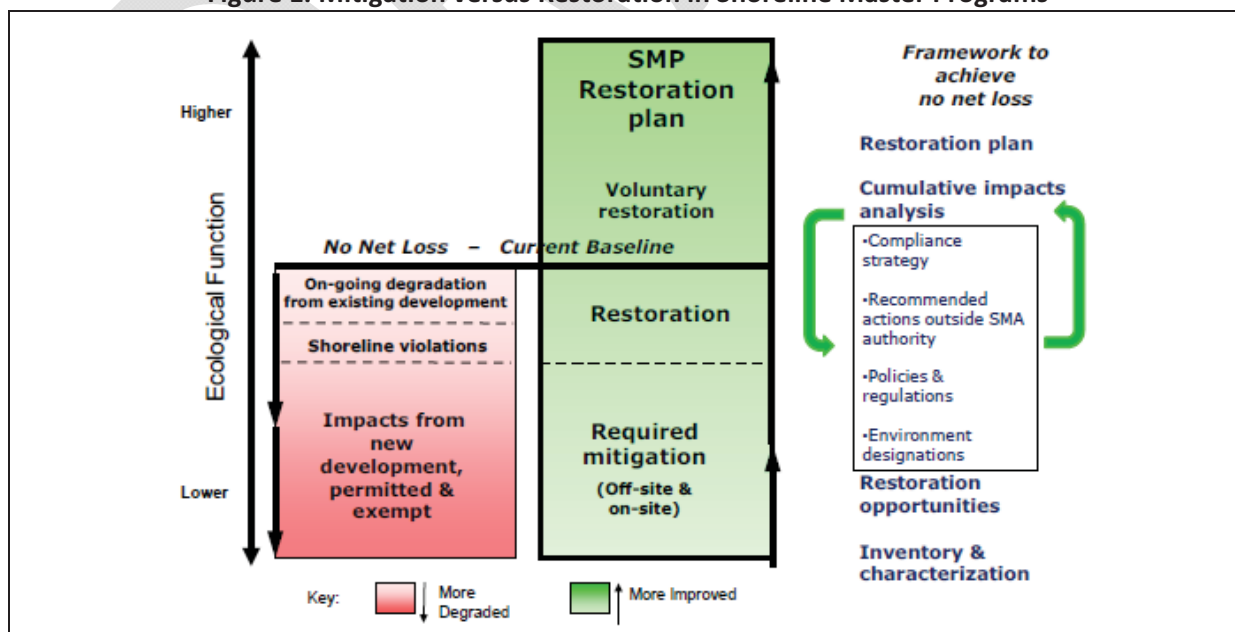 Figure 1: Mitigation Versus Restoration in Shoreline Master Programs
Higher
Ecological Function
Lower
No Net Loss – Current Baseline
On-going degradation
from existing development
Shoreline violations
Impacts from
new
development,
permitted &
exempt
SMP
Restoration
plan
Voluntary
restoration
Restoration
Required
mitigation
(Off-site &
on-site)
Framework to
achieve
no net loss
Restoration plan
Cumulative impacts
analysis
•Compliance
strategy
•Recommended
actions outside SMA
authority
•Policies &
regulations
•Environment
designations
Restoration
opportunities
Inventory &
characterization
Key:
More
Degraded
More Improved